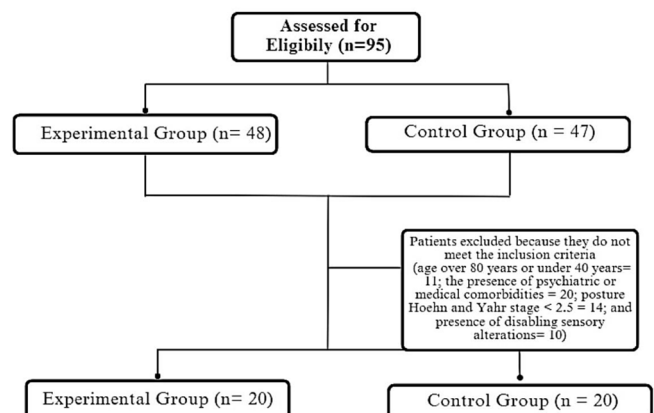 Assessed for
Eligibily (n=95)
Experimental Group (n= 48)
Control Group (n = 47)
Patients excluded because they do not
meet the inclusion criteria
(age over 80 years or under 40 years=
11; the presence of psychiatric or
medical comorbidities = 20; posture
Hoehn and Yahr stage < 2.5 = 14; and
presence of disabling sensory
alterations= 10)
Experimental Group (n= 20)
Control Group (n = 20)